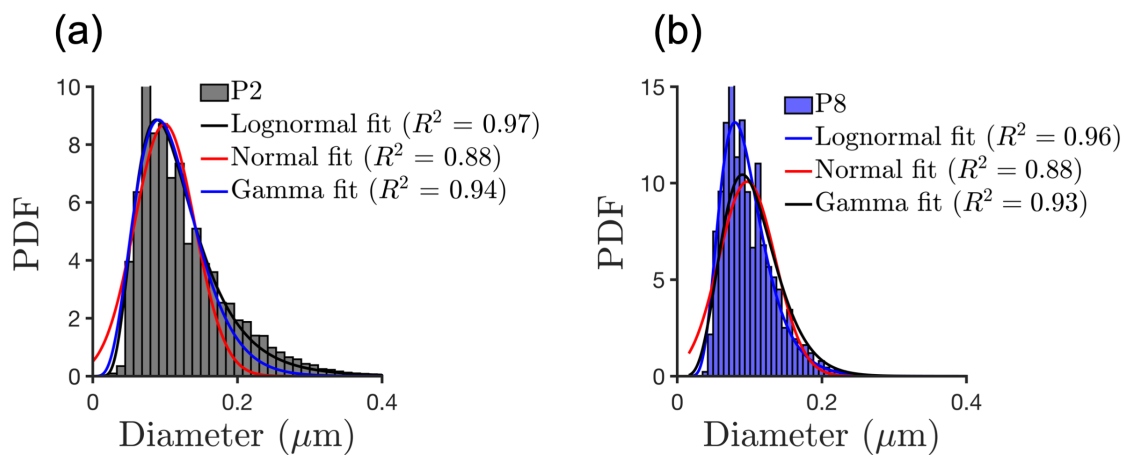 (a)
10
8
6
4
2
0
PDF
P2
Lognormal fit (R² = 0.97)
Normal fit (R² = 0.88)
Gamma fit (R² = 0.94)
0 0.2 0.4
Diameter (μm)
(b)
15
10
5
0
PDF
P8
Lognormal fit (R² = 0.96)
Normal fit (R² = 0.88)
Gamma fit (R² = 0.93)
0 0.2 0.4
Diameter (μm)